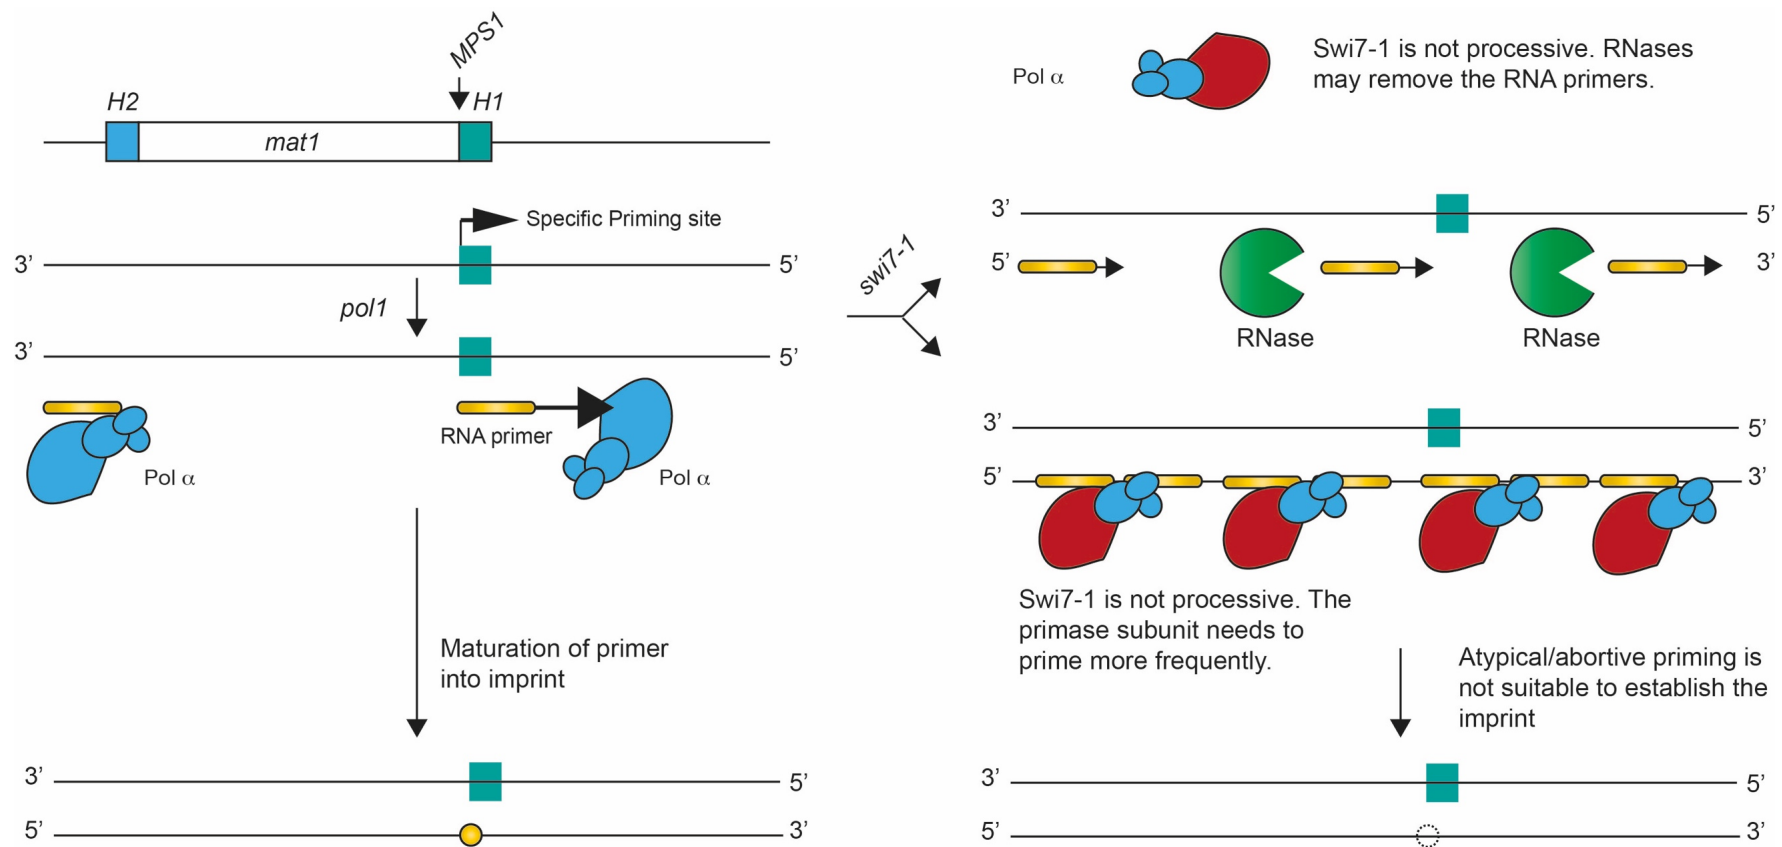 MPS1
H2
H1
mat1
Specific Priming site
3’
5’
pol1
3’
5’
RNA primer
Pol α
Pol α
Maturation of primer
into imprint
3’
5’
5’
3’
swi7-1
Pol α
Swi7-1 is not processive. RNases
may remove the RNA primers.
3’
5’
5’
3’
RNase
RNase
3’
5’
5’
3’
Swi7-1 is not processive. The
primase subunit needs to
prime more frequently.
Atypical/abortive priming is
not suitable to establish the
imprint
3’
5’
5’
3’